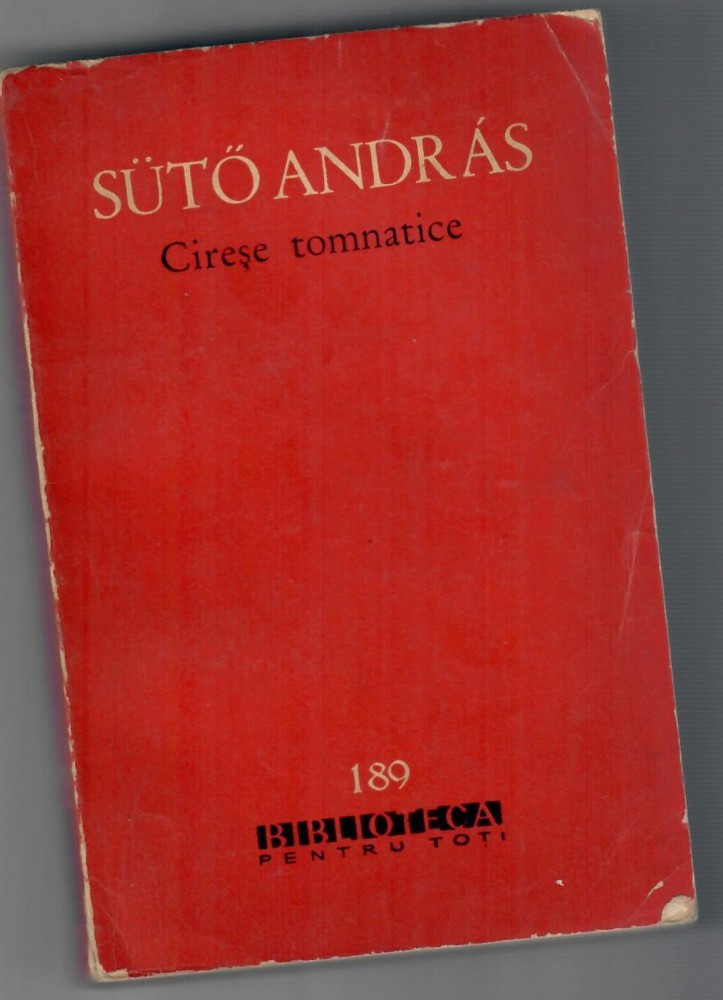 SÜTŐ ANDRÁS
Cireşe tomnatice
189
BIBLIOTECA
PENTRU TOŢI